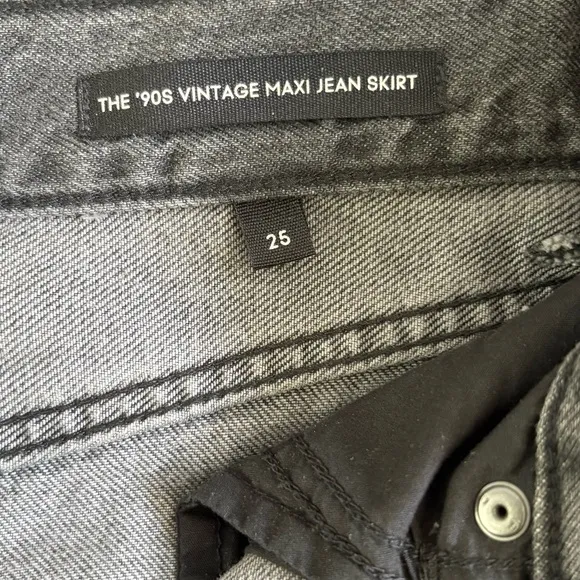 THE '90S VINTAGE MAXI JEAN SKIRT
25